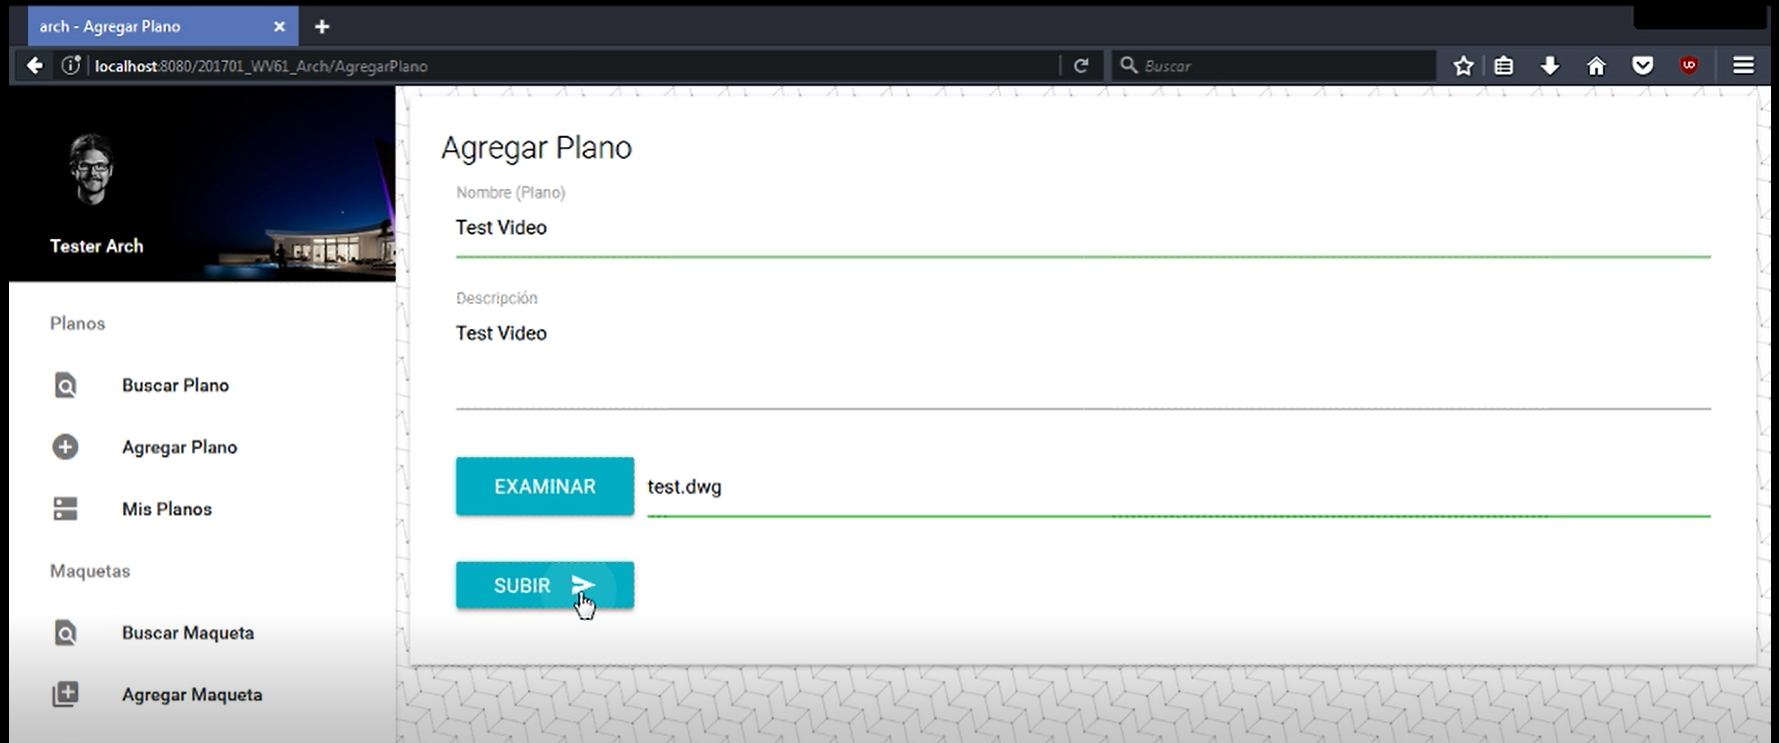 arch - Agregar Plano
localhost:8080/201701_WV61_Arch/AgregarPlano
Buscar
Tester Arch
Planos
Buscar Plano
Agregar Plano
Mis Planos
Maquetas
Buscar Maqueta
Agregar Maqueta
Agregar Plano
Nombre (Plano)
Test Video
Descripción
Test Video
EXAMINAR test.dwg
SUBIR